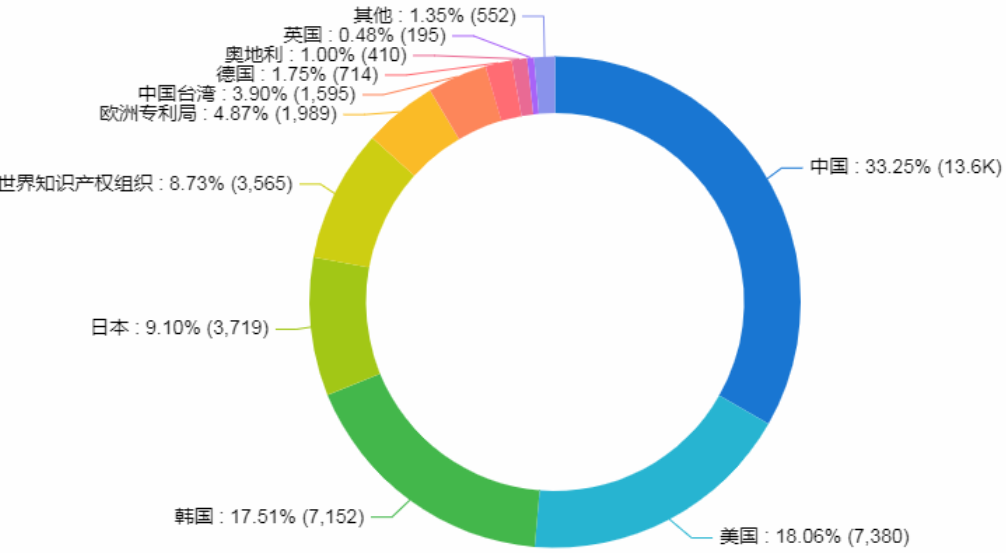 其他 : 1.35% (552)
英国 : 0.48% (195)
奥地利 : 1.00% (410)
德国 : 1.75% (714)
中国台湾 : 3.90% (1,595)
欧洲专利局 : 4.87% (1,989)
中国 : 33.25% (13.6K)
世界知识产权组织 : 8.73% (3,565)
日本 : 9.10% (3,719)
韩国 : 17.51% (7,152)
美国 : 18.06% (7,380)